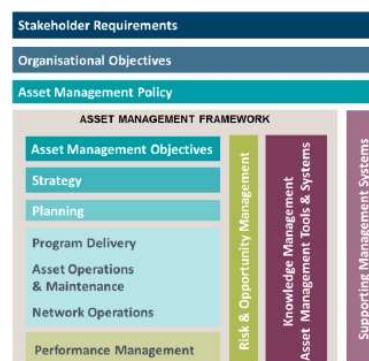 Stakeholder Requirements
Organisational Objectives
Asset Management Policy
ASSET MANAGEMENT FRAMEWORK
Asset Management Objectives
Strategy
Planning
Program Delivery
Asset Operations
& Maintenance
Network Operations
Performance Management
Risk & Opportunity Management
Knowledge Management
Asset Management Tools & Systems
Supporting Management Systems